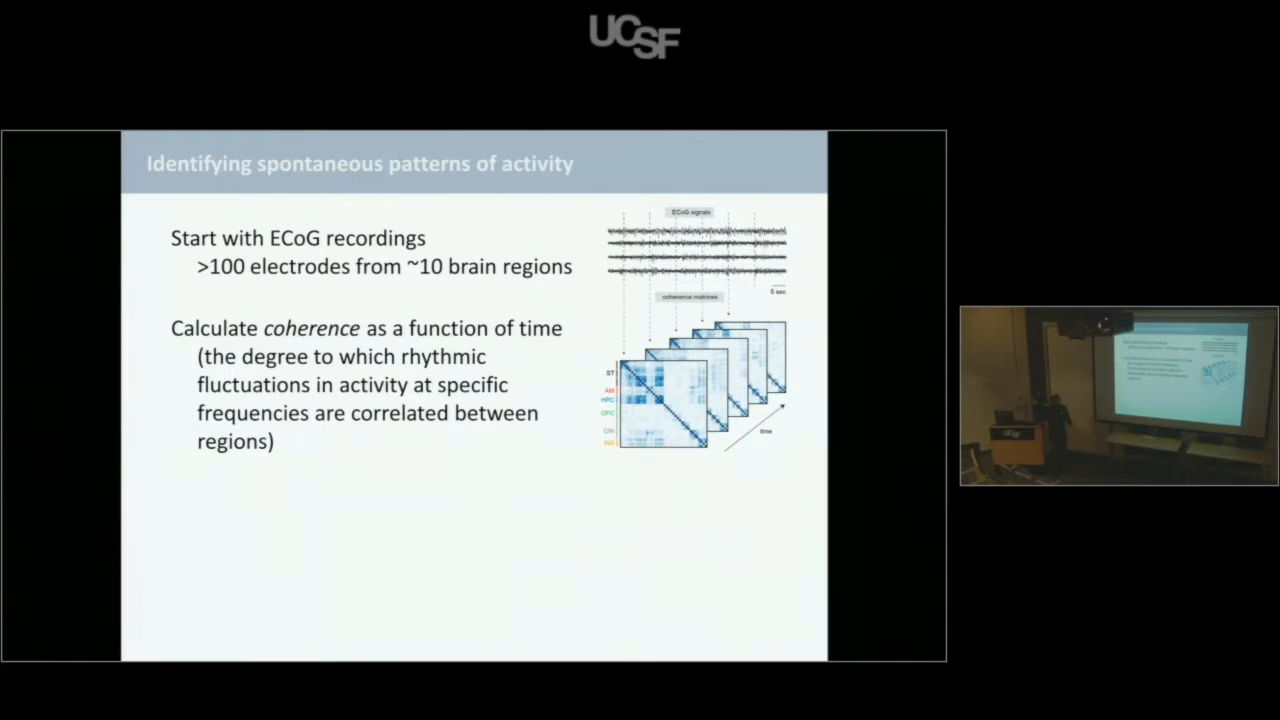 UCSF
Identifying spontaneous patterns of activity
Start with ECoG recordings
>100 electrodes from ~10 brain regions
Calculate coherence as a function of time
(the degree to which rhythmic
fluctuations in activity at specific
frequencies are correlated between
regions)
ECoG signals
5 sec
coherence matrices
ST
AM
HPC
OFC
CIN
INS
time
UCSF